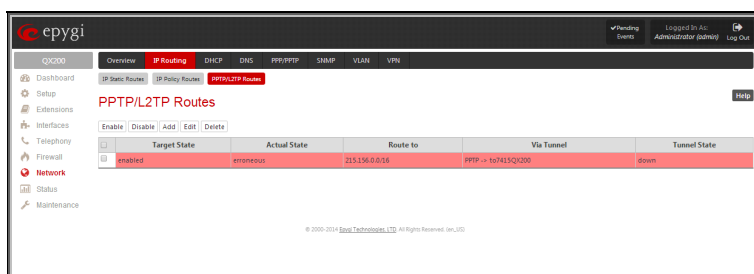 epygi
Pending Events
Logged In As:
Administrator (admin)
Log Out
QX200
Overview IP Routing DHCP DNS PPP/PPTP SNMP VLAN VPN
Dashboard
Setup
Extensions
Interfaces
Telephony
Firewall
Network
Status
Maintenance
IP Static Routes IP Policy Routes PPTP/L2TP Routes
PPTP/L2TP Routes
Help
Enable Disable Add Edit Delete
Target State Actual State Route to Via Tunnel Tunnel State
enabled erroneous 215.156.0.0/16 PPTP -> to7415QX200 down
© 2000-2014 Epygi Technologies, LTD. All Rights Reserved. (en_US)